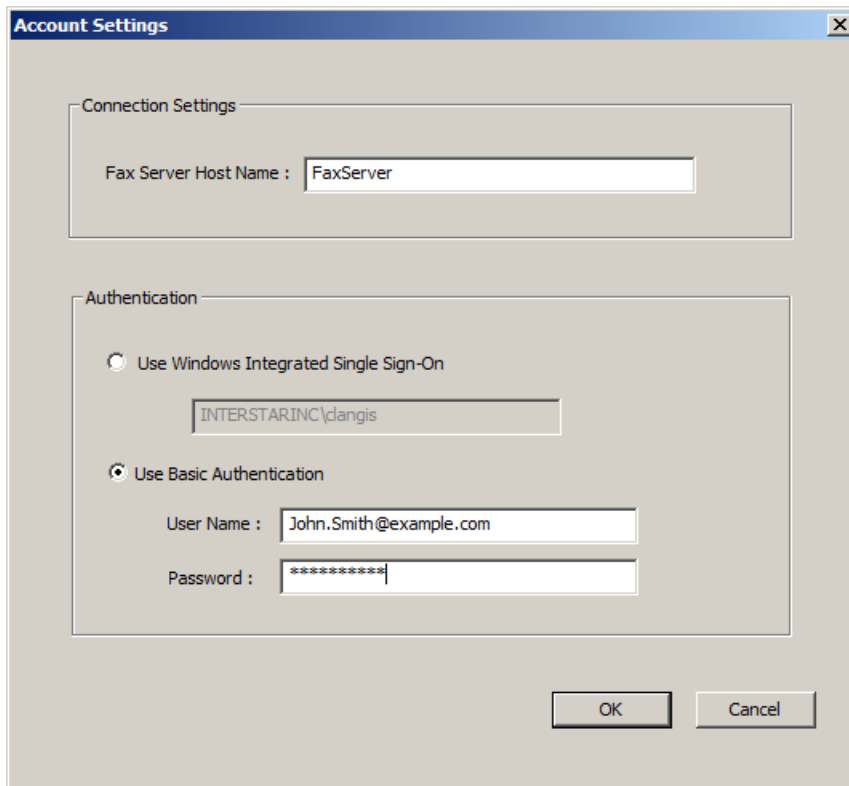 Account Settings
Connection Settings
Fax Server Host Name : FaxServer
Authentication
Use Windows Integrated Single Sign-On
INTERSTARINC\clangis
Use Basic Authentication
User Name : John.Smith@example.com
Password : **********
OK Cancel